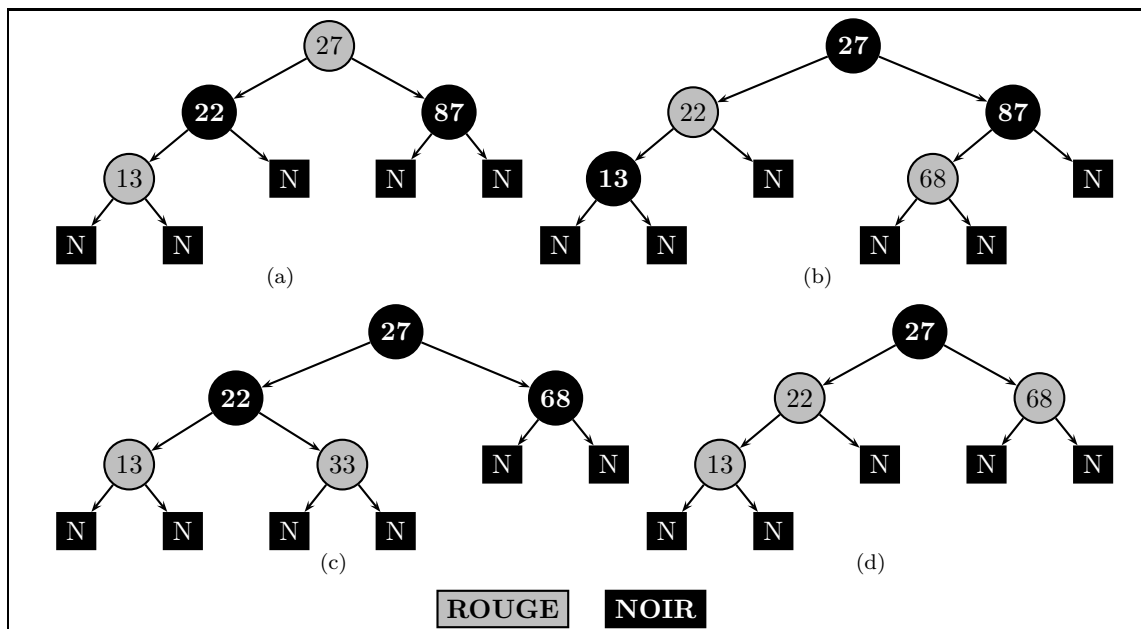 27 27
22 87 22 87
13 N N N 13 N 68 N
N N N N N N
(a) (b)
27 27
22 68 22 68
13 33 N N 13 N N N
N N N N N N
(c) (d)
ROUGE NOIR